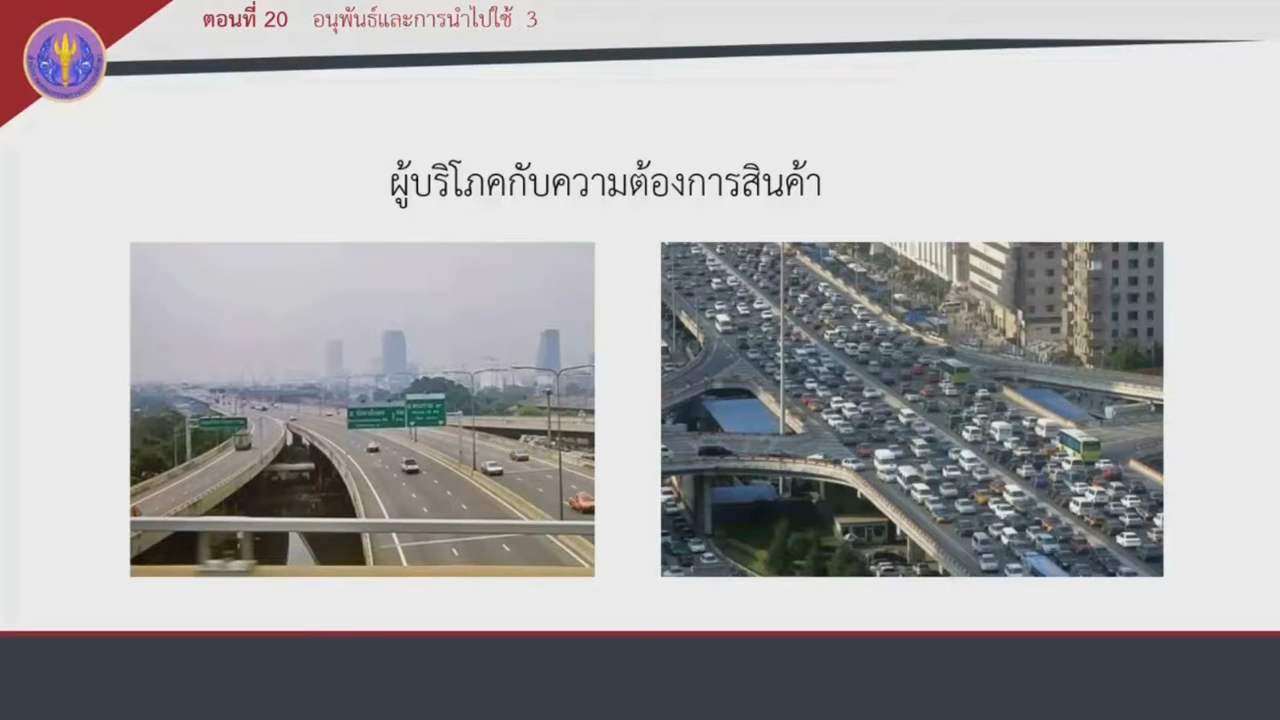 ตอนที่ 20 อนุพันธ์และการนำไปใช้ 3
ผู้บริโภคกับความต้องการสินค้า